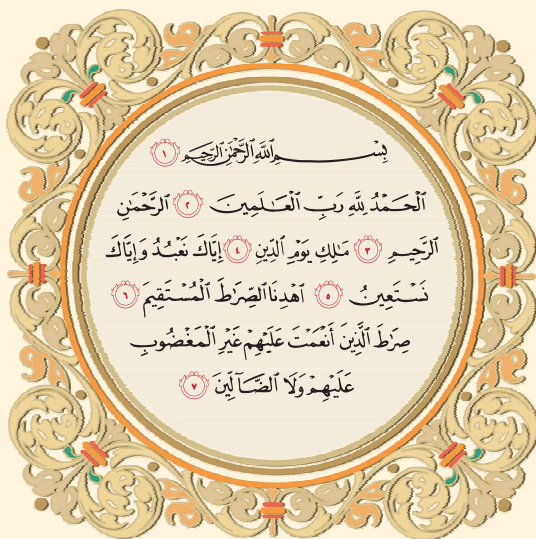 بِسْمِ ٱللَّهِ ٱلرَّحْمَٰنِ ٱلرَّحِيمِ ١
ٱلْحَمْدُ لِلَّهِ رَبِّ ٱلْعَٰلَمِينَ ٢ ٱلرَّحْمَٰنِ
ٱلرَّحِيمِ ٣ مَٰلِكِ يَوْمِ ٱلدِّينِ ٤ إِيَّاكَ نَعْبُدُ وَإِيَّاكَ
نَسْتَعِينُ ٥ ٱهْدِنَا ٱلصِّرَٰطَ ٱلْمُسْتَقِيمَ ٦
صِرَٰطَ ٱلَّذِينَ أَنْعَمْتَ عَلَيْهِمْ غَيْرِ ٱلْمَغْضُوبِ
عَلَيْهِمْ وَلَا ٱلضَّآلِّينَ ٧